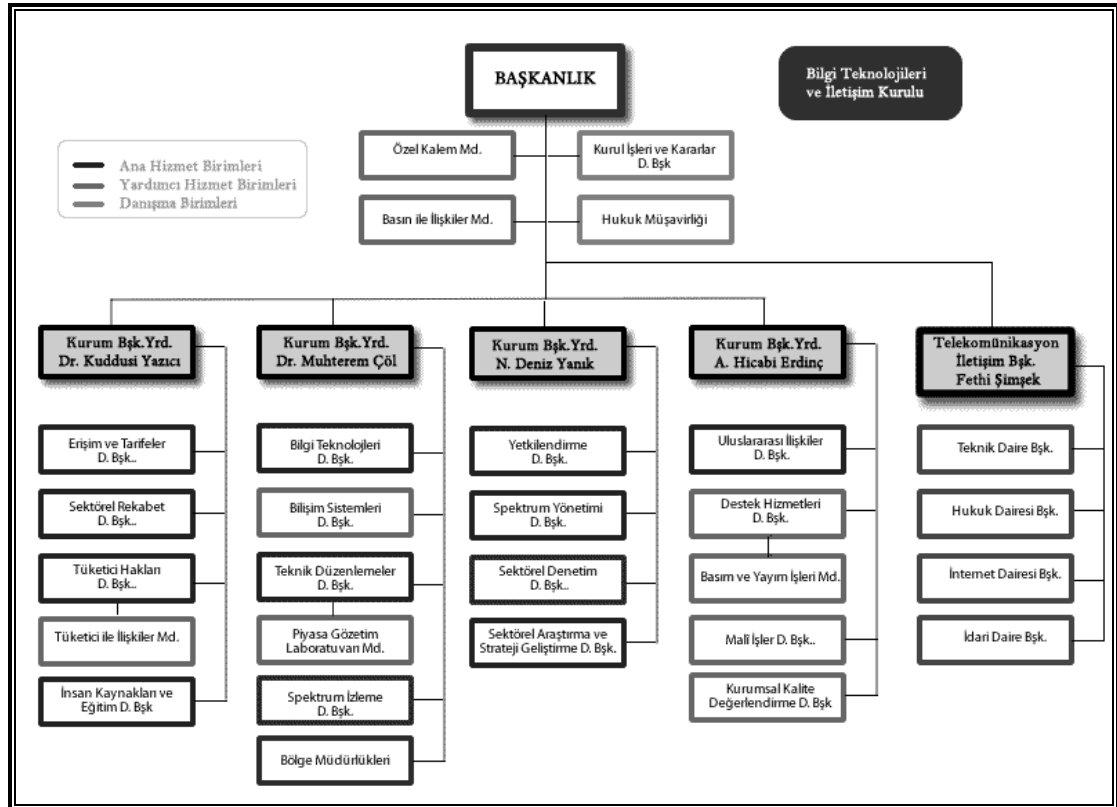 BAŞKANLIK
Bilgi Teknolojileri
ve İletişim Kurulu
Ana Hizmet Birimleri
Yardımcı Hizmet Birimleri
Danışma Birimleri
Özel Kalem Md.
Kurul İşleri ve Kararlar
D. Bşk
Basın ile İlişkiler Md.
Hukuk Müşavirliği
Kurum Bşk.Yrd.
Dr. Kuddusi Yazıcı
Erişim ve Tarifeler
D. Bşk..
Sektörel Rekabet
D. Bşk..
Tüketici Hakları
D. Bşk..
Tüketici ile İlişkiler Md.
İnsan Kaynakları ve
Eğitim D. Bşk
Kurum Bşk.Yrd.
Dr. Muhterem Çöl
Bilgi Teknolojleri
D. Bşk.
Bilişim Sistemleri
D. Bşk.
Teknik Düzenlemeler
D. Bşk.
Piyasa Gözetim
Laboratuvarı Md.
Spektrum İzleme
D. Bşk.
Bölge Müdürlükleri
Kurum Bşk.Yrd.
N. Deniz Yanık
Yetkilendirme
D. Bşk.
Spektrum Yönetimi
D. Bşk.
Sektörel Denetim
D. Bşk..
Sektörel Araştırma ve
Strateji Geliştirme D. Bşk.
Kurum Bşk.Yrd.
A. Hicabi Erdinç
Uluslararası İlişkiler
D. Bşk.
Destek Hizmetleri
D. Bşk.
Basım ve Yayım İşleri Md.
Malî İşler D. Bşk..
Kurumsal Kalite
Değerlendirme D. Bşk
Telekomünikasyon
İletişim Bşk.
Fethi Şimşek
Teknik Daire Bşk.
Hukuk Dairesi Bşk.
İnternet Dairesi Bşk.
İdari Daire Bşk.